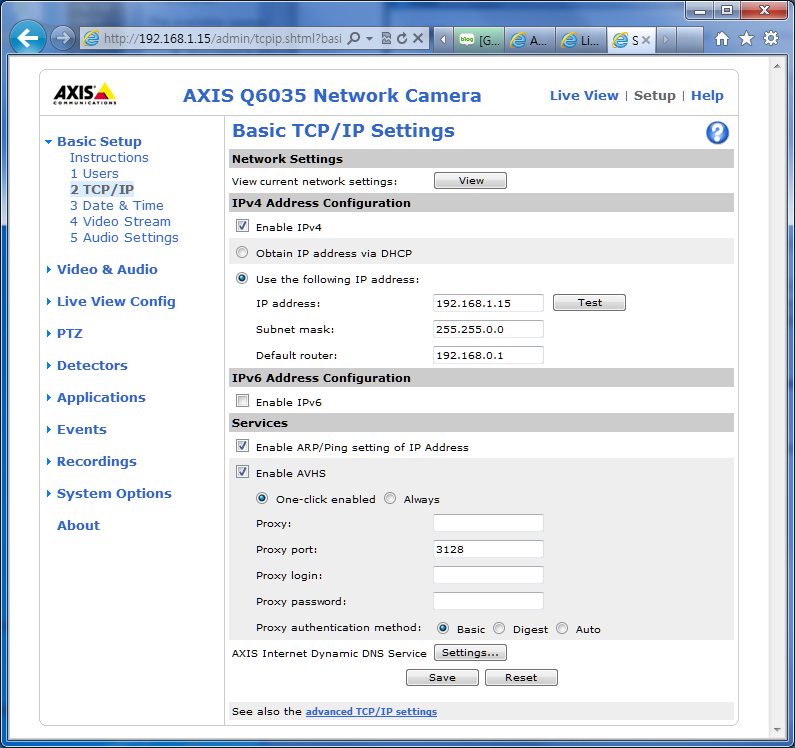 http://192.168.1.15/admin/tcpip.shtml?basi
[G...
A...
Li...
S
AXIS
COMMUNICATIONS
AXIS Q6035 Network Camera
Live View | Setup | Help
Basic Setup
Instructions
1 Users
2 TCP/IP
3 Date & Time
4 Video Stream
5 Audio Settings
Video & Audio
Live View Config
PTZ
Detectors
Applications
Events
Recordings
System Options
About
Basic TCP/IP Settings
?
Network Settings
View current network settings: View
IPv4 Address Configuration
Enable IPv4
Obtain IP address via DHCP
Use the following IP address:
IP address: 192.168.1.15 Test
Subnet mask: 255.255.0.0
Default router: 192.168.0.1
IPv6 Address Configuration
Enable IPv6
Services
Enable ARP/Ping setting of IP Address
Enable AVHS
One-click enabled Always
Proxy:
Proxy port: 3128
Proxy login:
Proxy password:
Proxy authentication method: Basic Digest Auto
AXIS Internet Dynamic DNS Service Settings...
Save Reset
See also the advanced TCP/IP settings